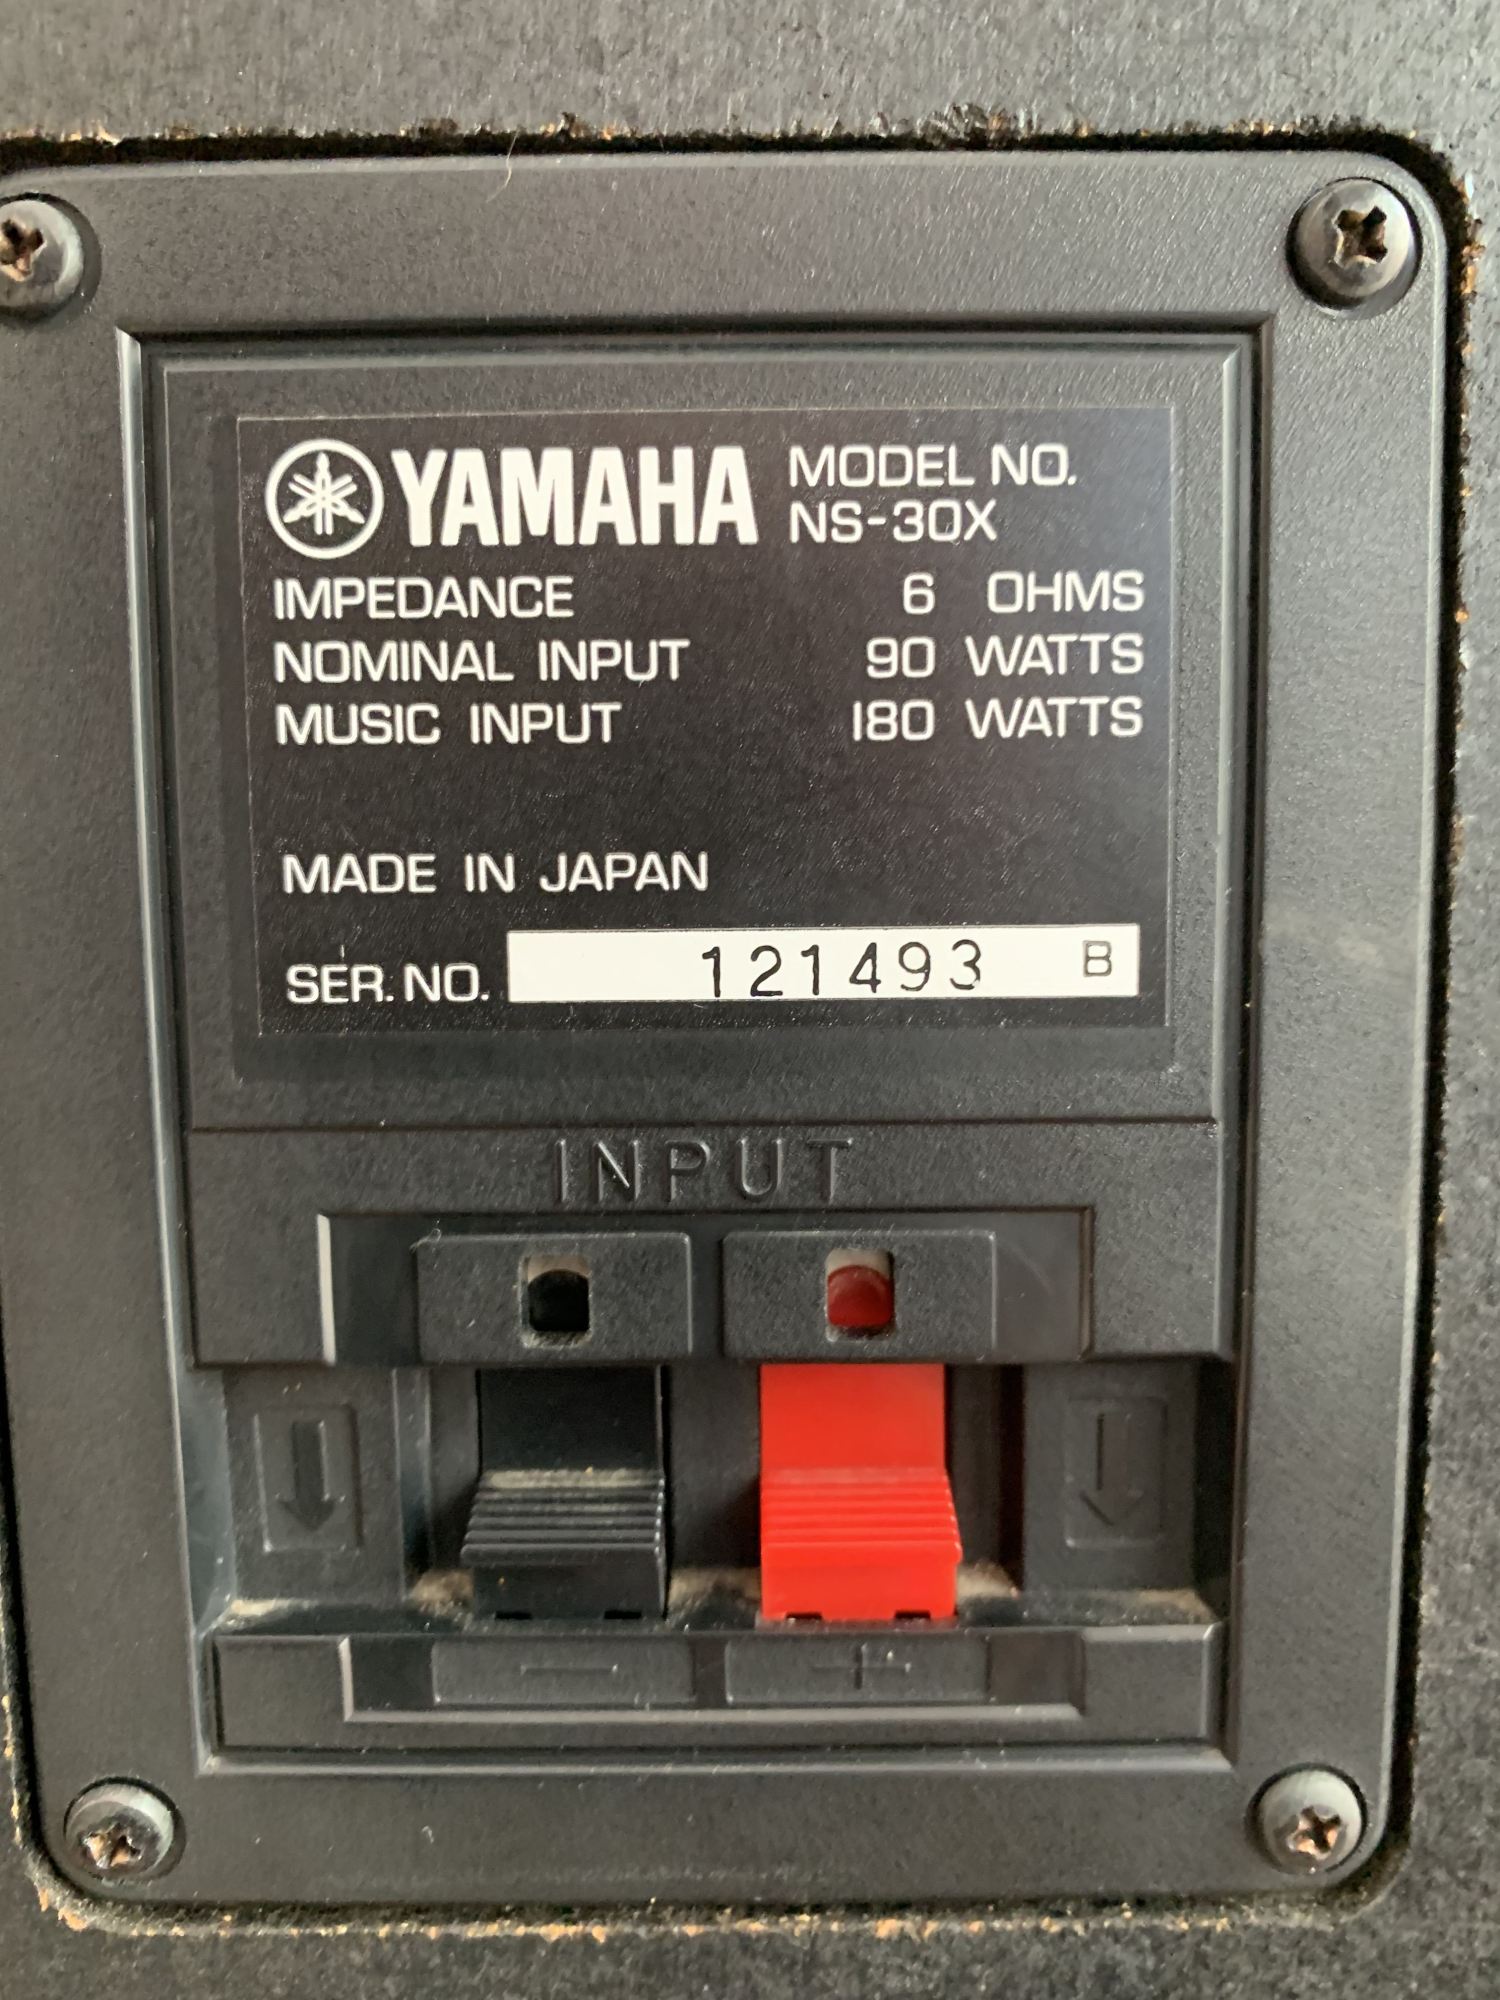 YAMAHA MODEL NO.
NS-30X
IMPEDANCE 6 OHMS
NOMINAL INPUT 90 WATTS
MUSIC INPUT 180 WATTS
MADE IN JAPAN
SER. NO. 121493 B
INPUT
− +